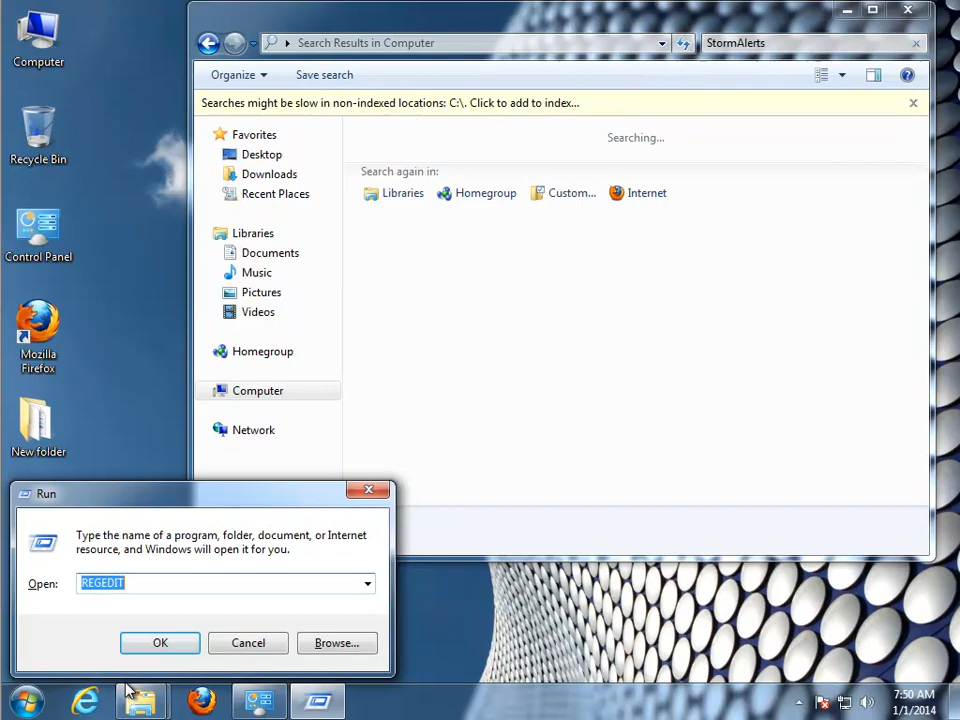 Computer
Recycle Bin
Control Panel
Mozilla
Firefox
New folder
Search Results in Computer
StormAlerts
Organize
Save search
Searches might be slow in non-indexed locations: C:\. Click to add to index...
Favorites
Desktop
Downloads
Recent Places
Libraries
Documents
Music
Pictures
Videos
Homegroup
Computer
Network
Searching...
Search again in:
Libraries
Homegroup
Custom...
Internet
Run
Type the name of a program, folder, document, or Internet
resource, and Windows will open it for you.
Open:
REGEDIT
OK
Cancel
Browse...
7:50 AM
1/1/2014